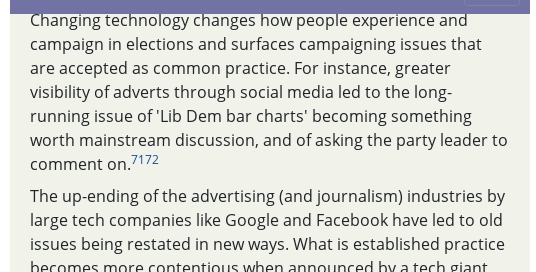 Changing technology changes how people experience and
campaign in elections and surfaces campaigning issues that
are accepted as common practice. For instance, greater
visibility of adverts through social media led to the long-
running issue of 'Lib Dem bar charts' becoming something
worth mainstream discussion, and of asking the party leader to
comment on.7172
The up-ending of the advertising (and journalism) industries by
large tech companies like Google and Facebook have led to old
issues being restated in new ways. What is established practice
becomes more contentious when announced by a tech giant